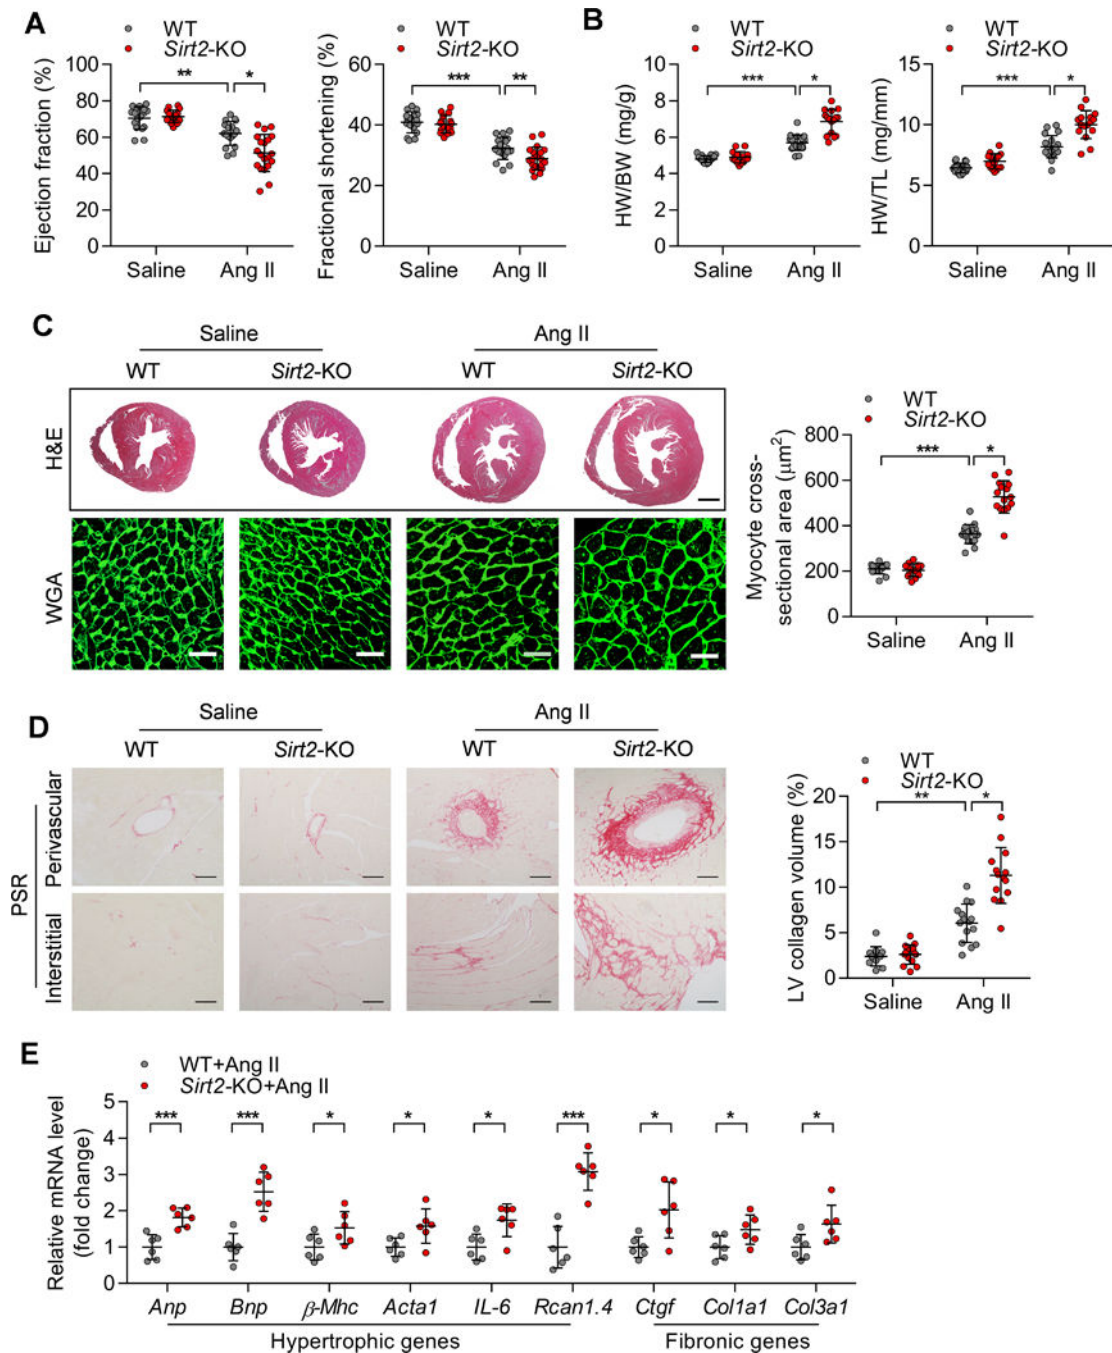 A
WT
Sirt2-KO
Ejection fraction (%)
100
80
60
40
20
0
** *
Saline Ang II
WT
Sirt2-KO
Fractional shortening (%)
60
40
20
0
*** **
Saline Ang II
B
WT
Sirt2-KO
HW/BW (mg/g)
8
6
4
2
0
*** *
Saline Ang II
WT
Sirt2-KO
HW/TL (mg/mm)
15
10
5
0
*** *
Saline Ang II
C
Saline Ang II
WT Sirt2-KO WT Sirt2-KO
H&E
WGA
WT
Sirt2-KO
Myocyte cross-
sectional area (μm²)
800
600
400
200
0
*** *
Saline Ang II
D
Saline Ang II
WT Sirt2-KO WT Sirt2-KO
PSR
Perivascular
Interstitial
WT
Sirt2-KO
LV collagen volume (%)
20
15
10
5
0
** *
Saline Ang II
E
WT+Ang II
Sirt2-KO+Ang II
Relative mRNA level
(fold change)
5
4
3
2
1
0
*** *** * * * *** * * *
Anp Bnp β-Mhc Acta1 IL-6 Rcan1.4 Ctgf Col1a1 Col3a1
Hypertrophic genes Fibronic genes